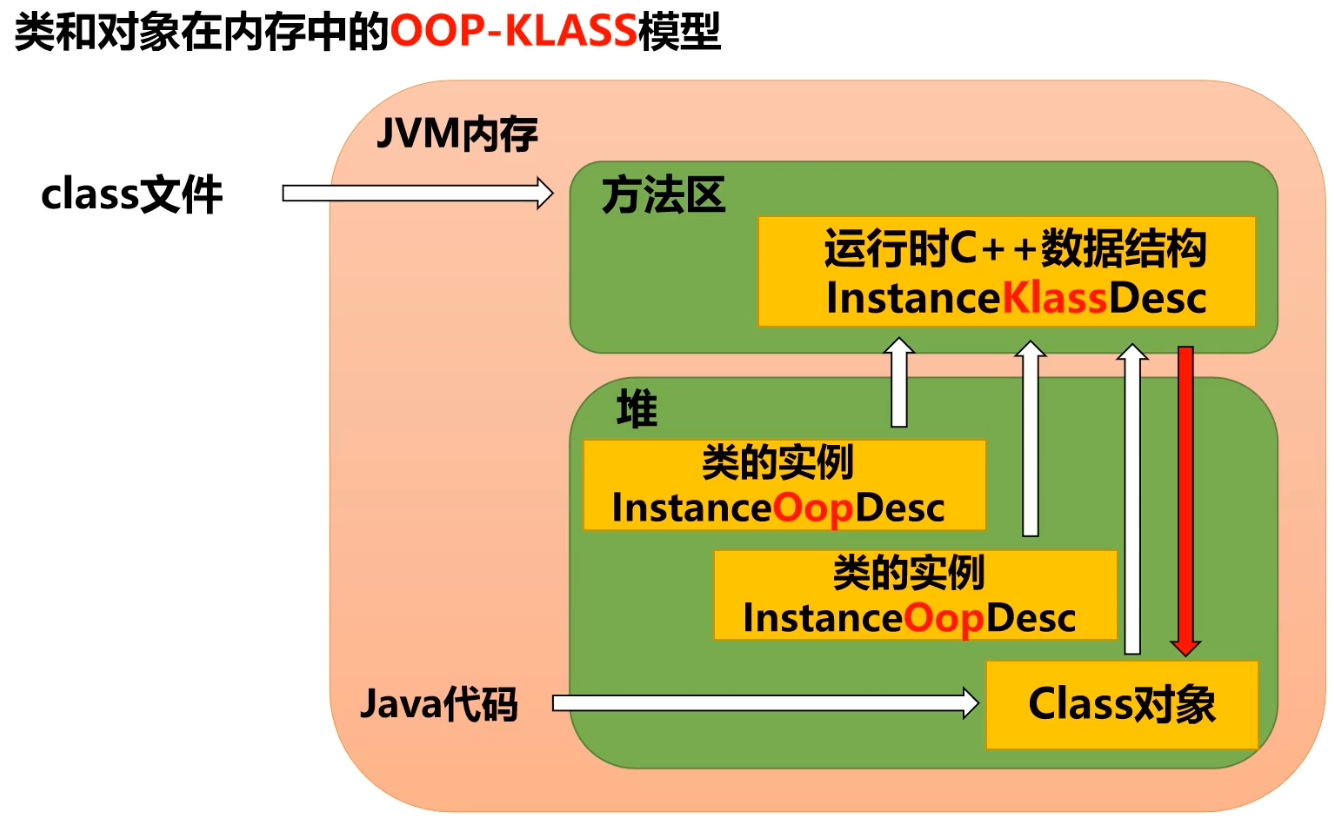 类和对象在内存中的OOP-KLASS模型
JVM内存
class文件
方法区
运行时C++数据结构
InstanceKlassDesc
堆
类的实例
InstanceOopDesc
类的实例
InstanceOopDesc
Java代码
Class对象